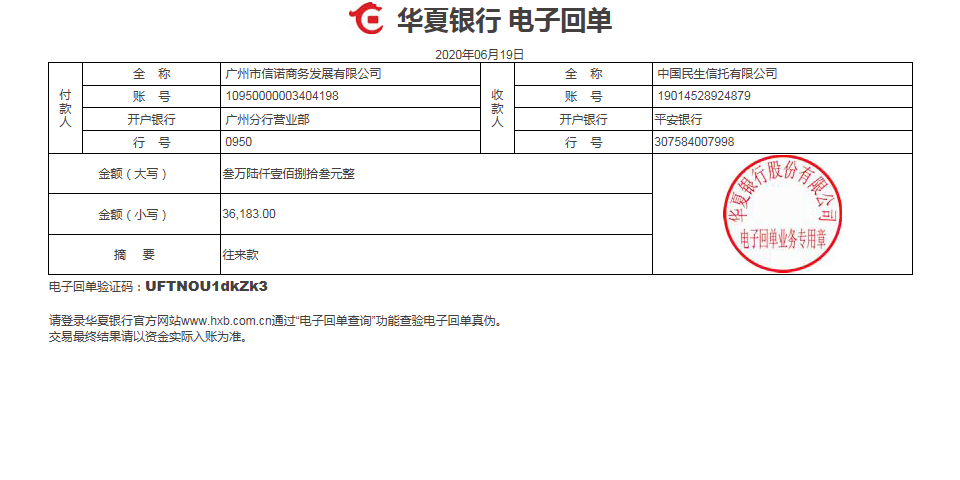 华夏银行 电子回单
2020年06月19日
付款人 全 称 广州市信诺商务发展有限公司 收款人 全 称 中国民生信托有限公司
账 号 10950000003404198 账 号 19014528924879
开户银行 广州分行营业部 开户银行 平安银行
行 号 0950 行 号 307584007998
金额（大写） 叁万陆仟壹佰捌拾叁元整
金额（小写） 36,183.00
摘 要 往来款
华夏银行股份有限公司
电子回单业务专用章
电子回单验证码：UFTNOU1dkZk3
请登录华夏银行官方网站www.hxb.com.cn通过“电子回单查询”功能查验电子回单真伪。
交易最终结果请以资金实际入账为准。